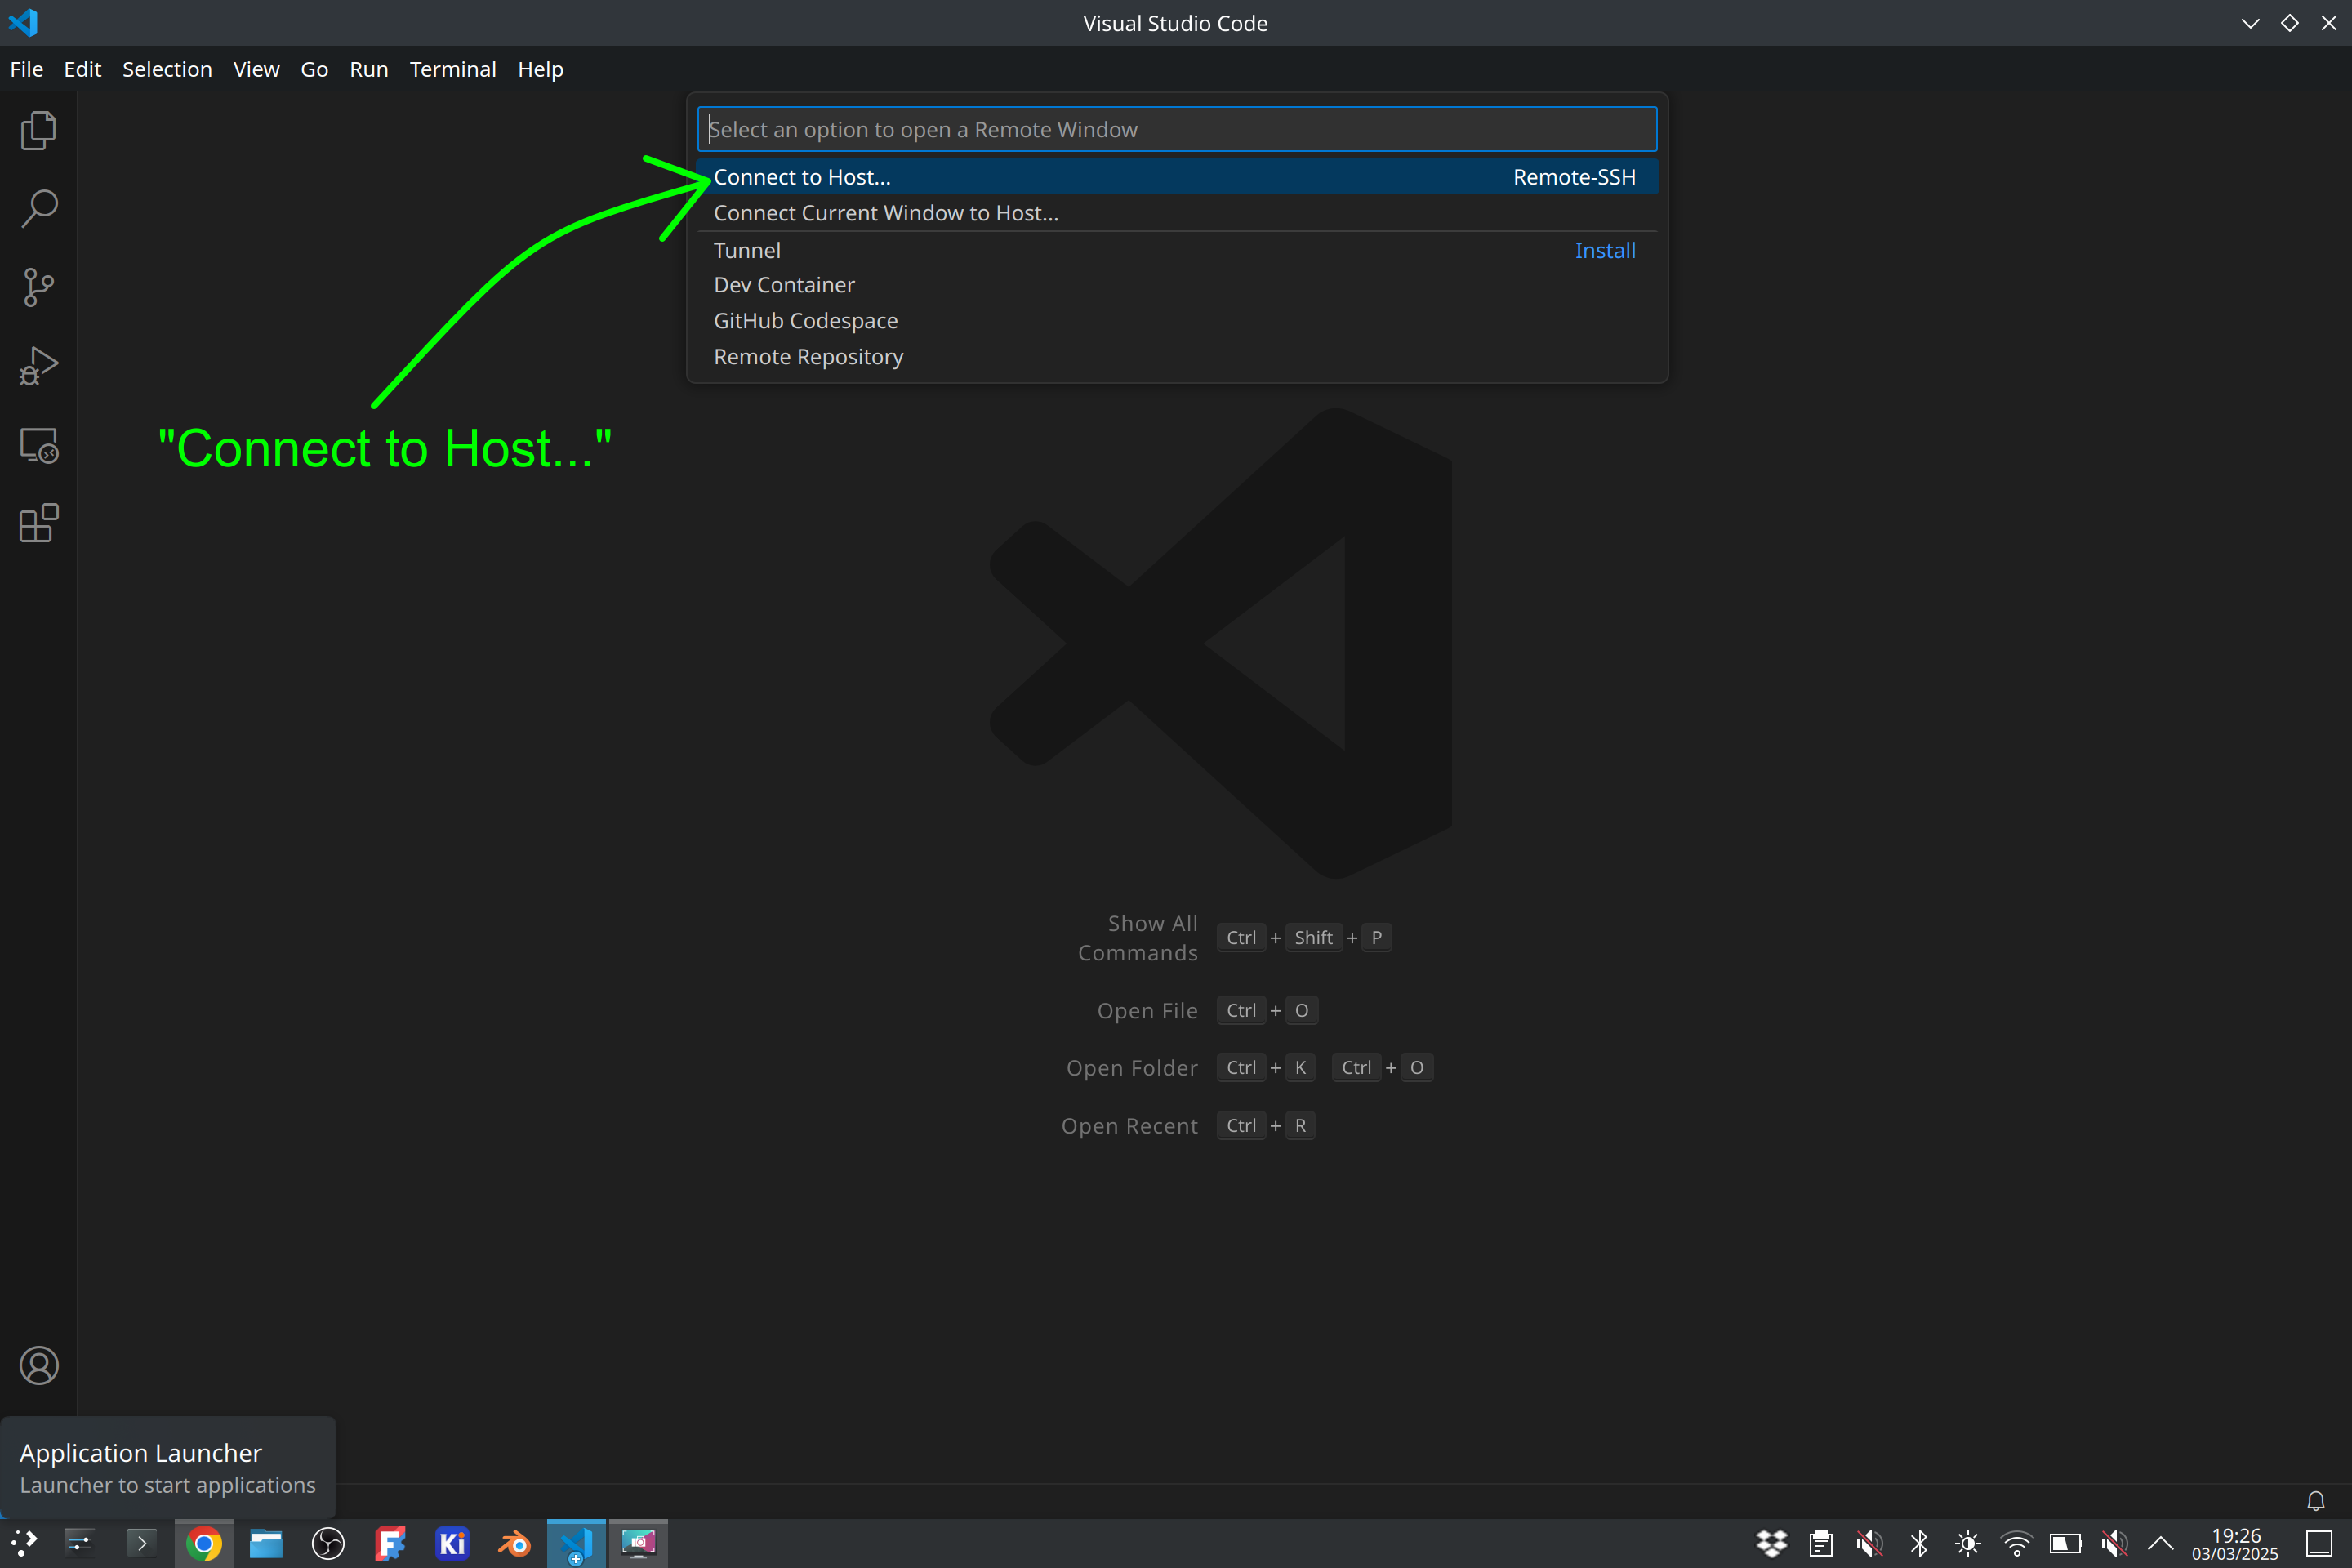 Visual Studio Code
File Edit Selection View Go Run Terminal Help
Select an option to open a Remote Window
Connect to Host... Remote-SSH
Connect Current Window to Host...
Tunnel Install
Dev Container
GitHub Codespace
Remote Repository
"Connect to Host..."
Show All
Commands Ctrl + Shift + P
Open File Ctrl + O
Open Folder Ctrl + K Ctrl + O
Open Recent Ctrl + R
Application Launcher
Launcher to start applications
Ki
19:26
03/03/2025